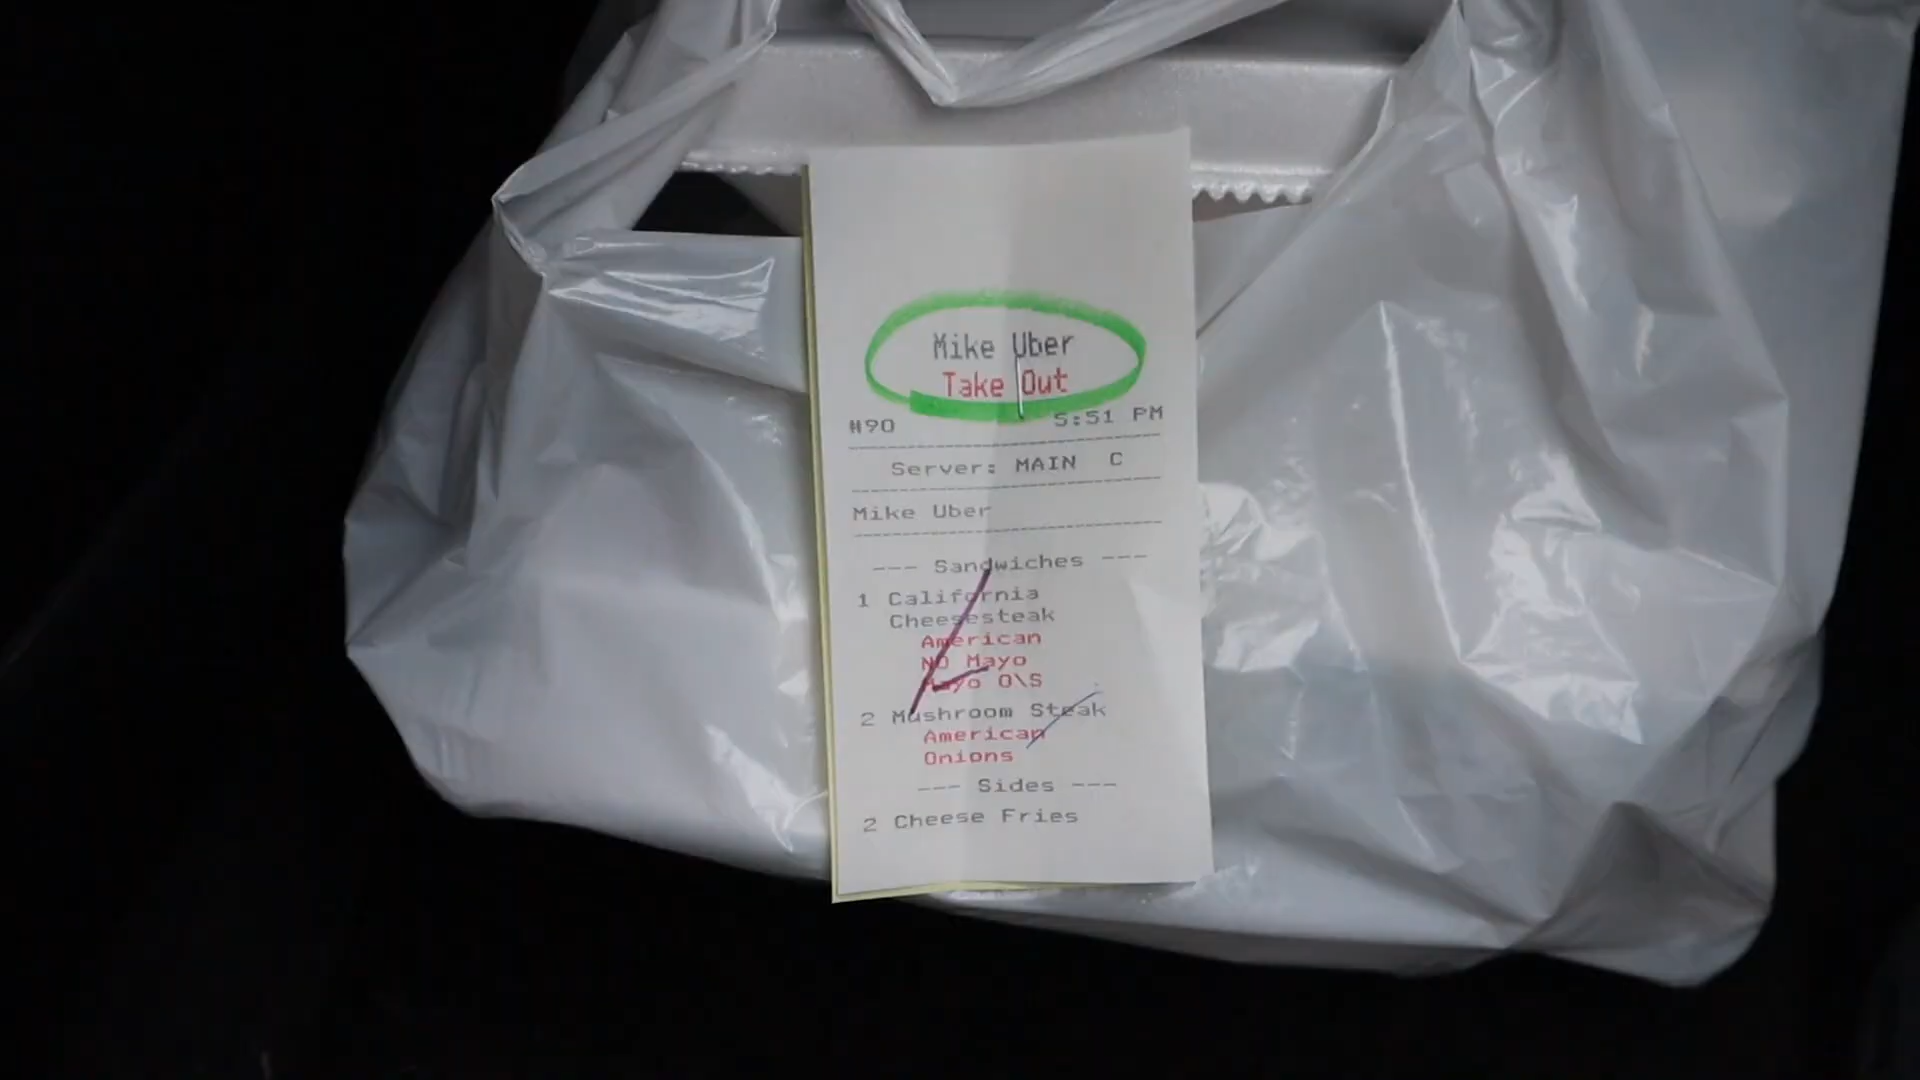 Mike Uber
Take Out
#90 5:51 PM
Server: MAIN C
Mike Uber
--- Sandwiches ---
1 California
Cheesesteak
American
NO Mayo
Mayo O\S
2 Mushroom Steak
American
Onions
--- Sides ---
2 Cheese Fries